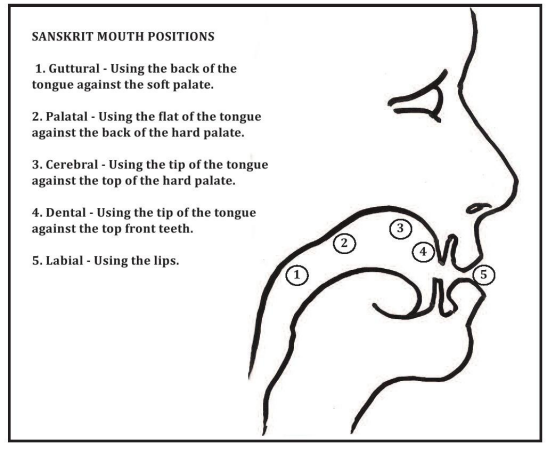 SANSKRIT MOUTH POSITIONS
1. Guttural - Using the back of the
tongue against the soft palate.
2. Palatal - Using the flat of the tongue
against the back of the hard palate.
3. Cerebral - Using the tip of the tongue
against the top of the hard palate.
4. Dental - Using the tip of the tongue
against the top front teeth.
5. Labial - Using the lips.
3
2
4
1
5